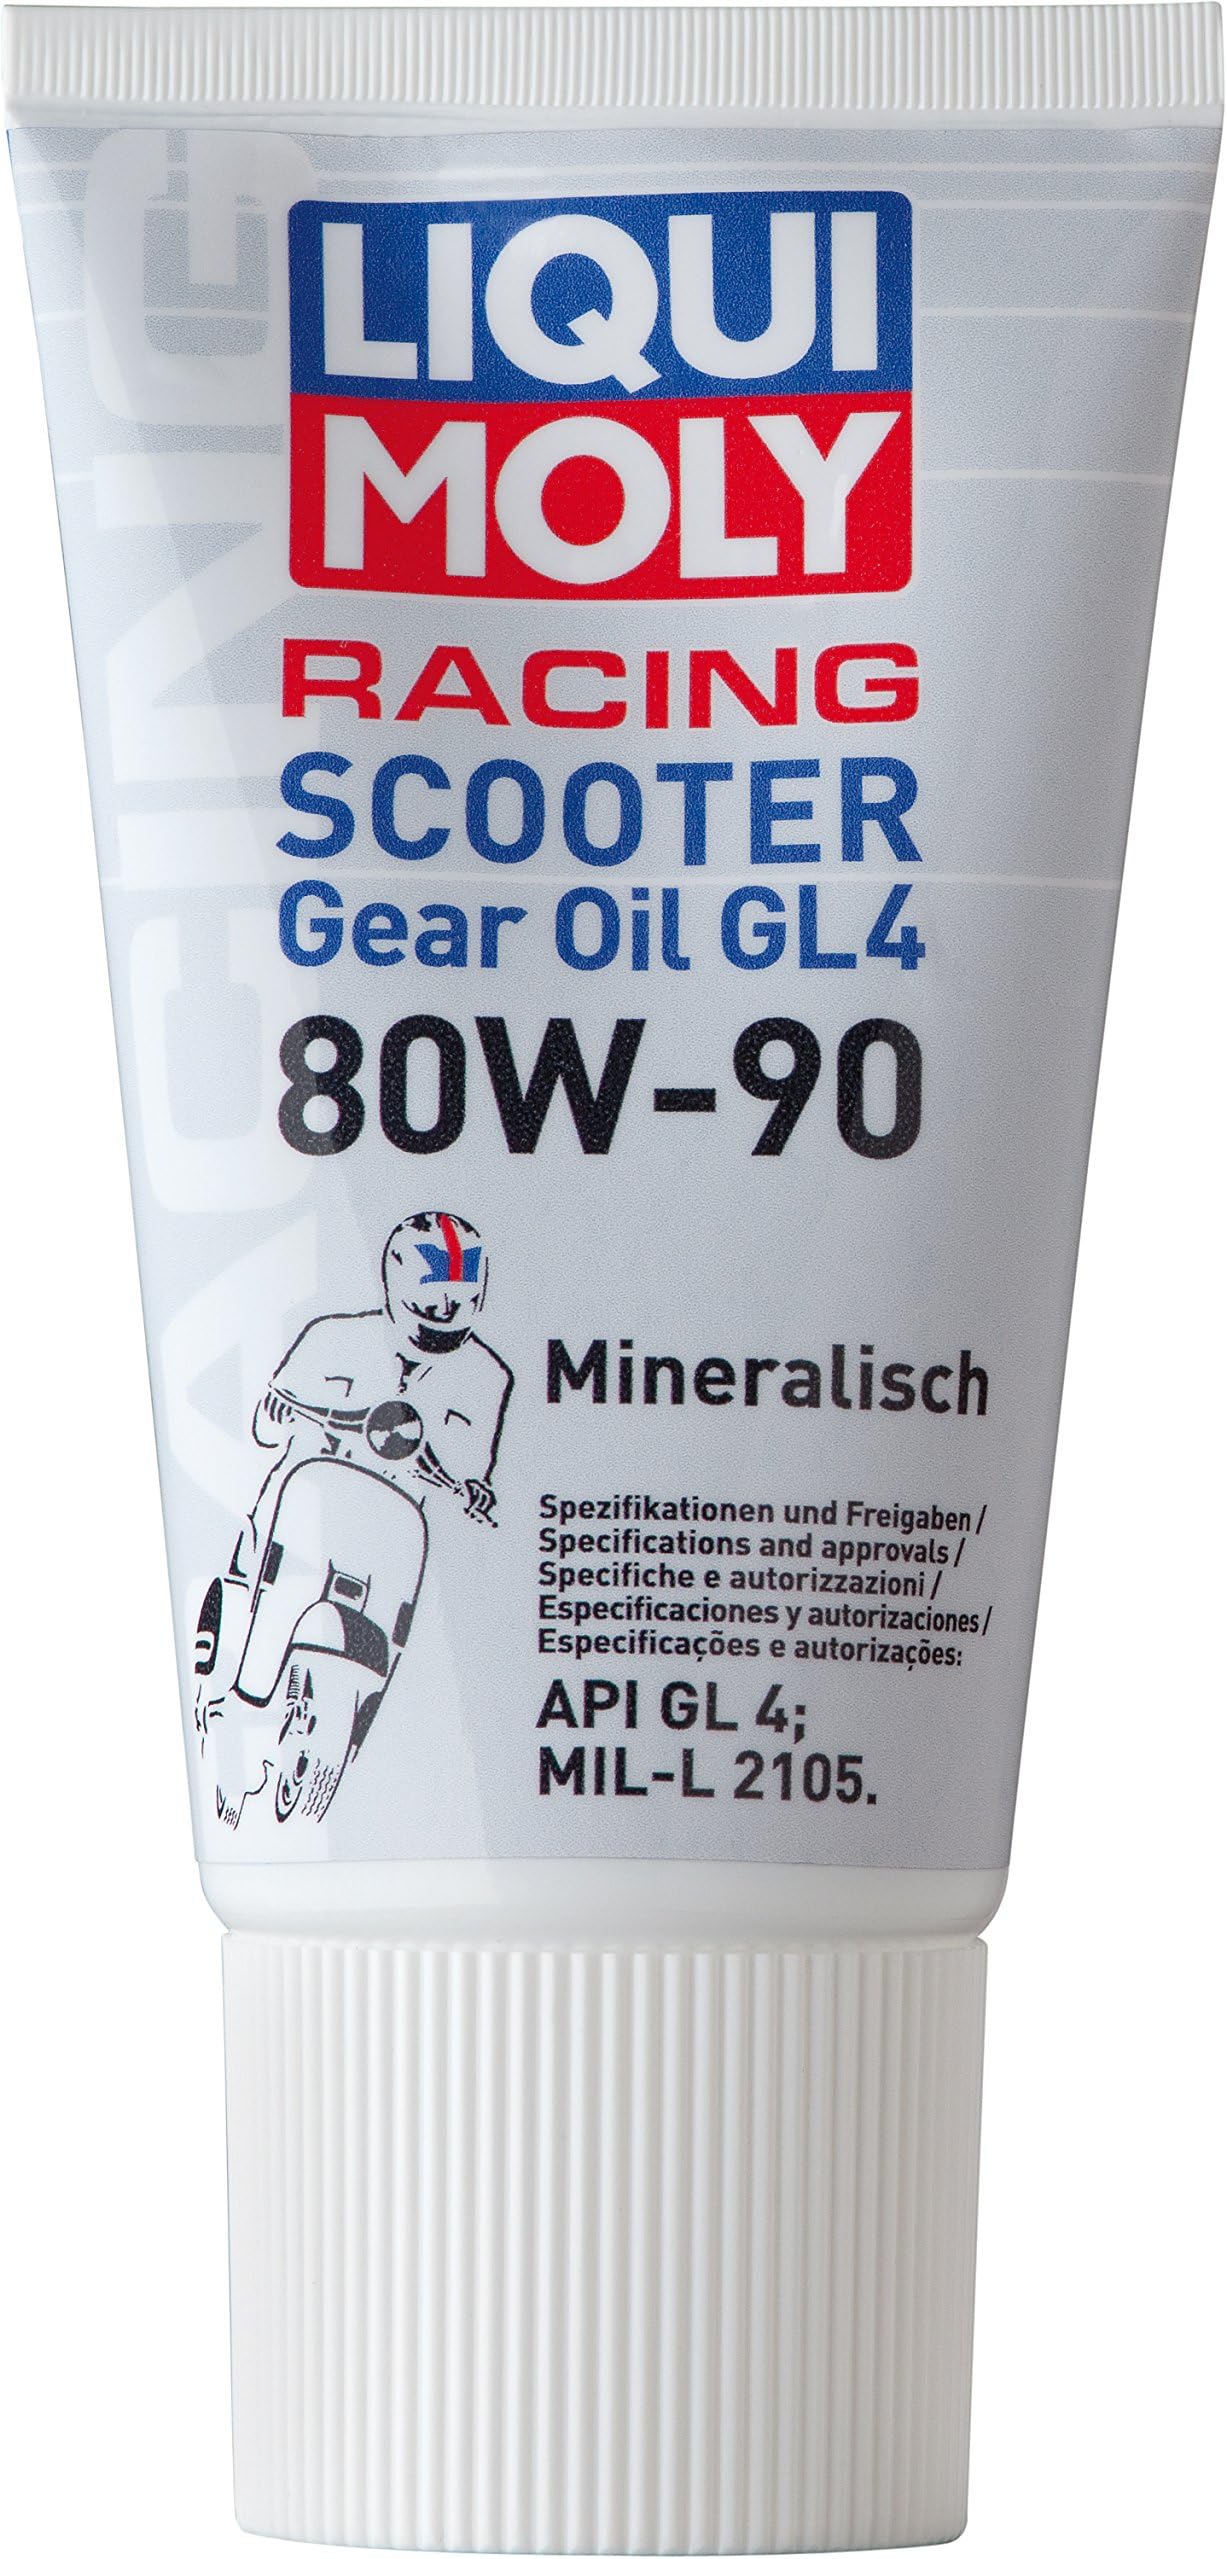 LIQUI
MOLY
RACING
SCOOTER
Gear Oil GL4
80W-90
RACING
Mineralisch
Spezifikationen und Freigaben/
Specifications and approvals/
Specifiche e autorizzazioni/
Especificaciones y autorizaciones/
Especificações e autorizações:
API GL 4;
MIL-L 2105.